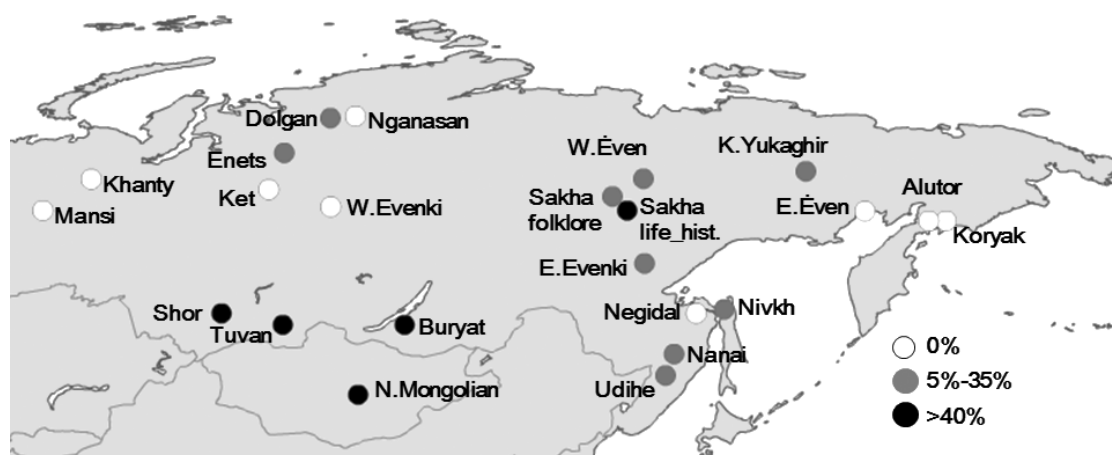 Dolgan
Nganasan
Enets
W.Ėven
K.Yukaghir
Khanty
Ket
Sakha
folklore
Sakha
life_hist.
Alutor
Mansi
W.Evenki
E.Ėven
Koryak
E.Evenki
Shor
Tuvan
Buryat
Negidal
Nivkh
Nanai
N.Mongolian
Udihe
0%
5%-35%
>40%